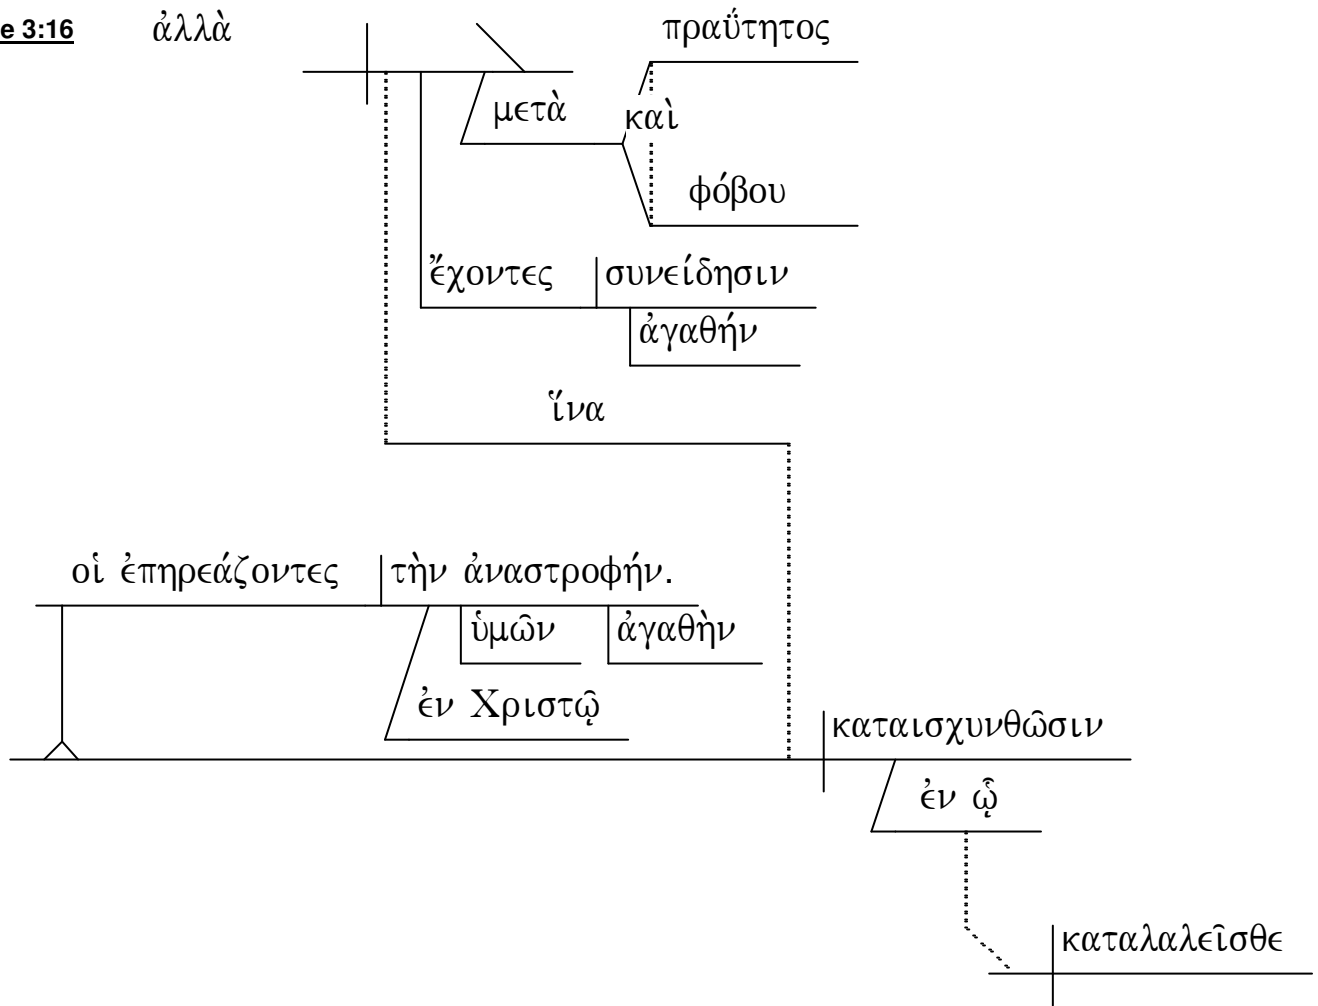 e 3:16 ἀλλὰ πραΰτητος
μετὰ καὶ
φόβου
ἔχοντες συνείδησιν
ἀγαθήν
ἵνα
οἱ ἐπηρεάζοντες τὴν ἀναστροφήν.
ὑμῶν ἀγαθὴν
ἐν Χριστῷ
καταισχυνθῶσιν
ἐν ᾧ
καταλαλεῖσθε